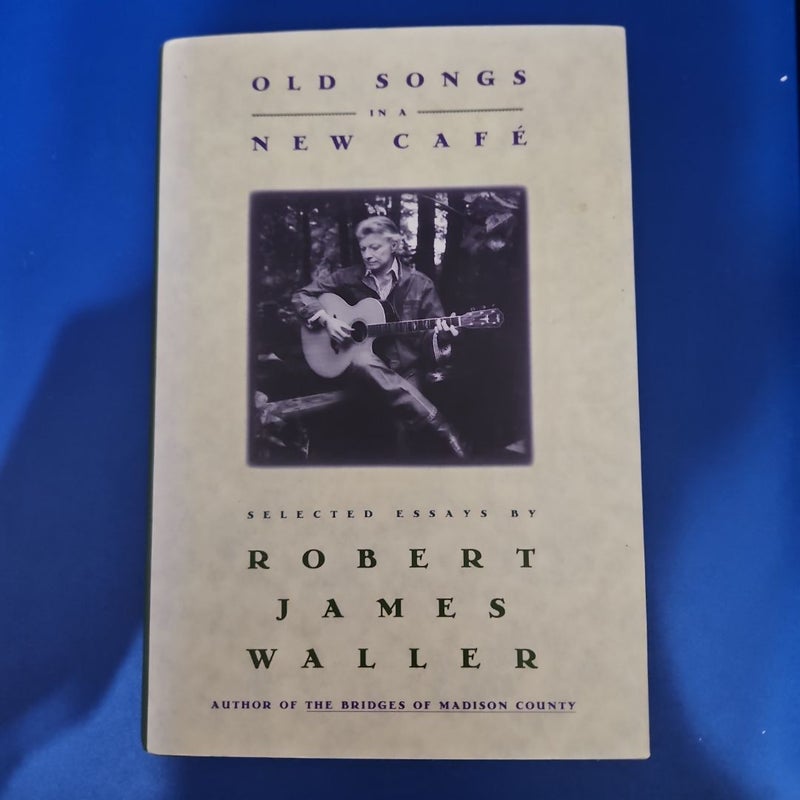 OLD SONGS
IN A
NEW CAFÉ
SELECTED ESSAYS BY
ROBERT
JAMES
WALLER
AUTHOR OF THE BRIDGES OF MADISON COUNTY